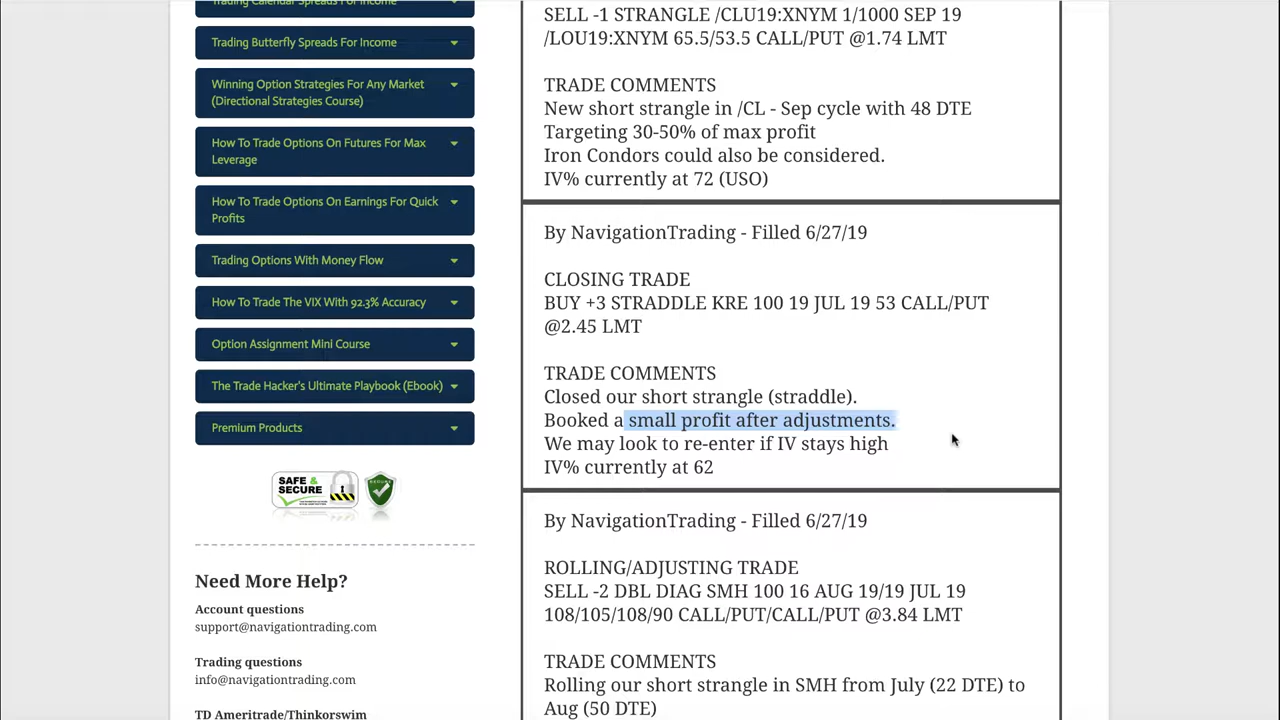 Trading Calendar Spreads For Income
Trading Butterfly Spreads For Income
Winning Option Strategies For Any Market
(Directional Strategies Course)
How To Trade Options On Futures For Max
Leverage
How To Trade Options On Earnings For Quick
Profits
Trading Options With Money Flow
How To Trade The VIX With 92.3% Accuracy
Option Assignment Mini Course
The Trade Hacker's Ultimate Playbook (Ebook)
Premium Products
SAFE &
SECURE
Need More Help?
Account questions
support@navigationtrading.com
Trading questions
info@navigationtrading.com
TD Ameritrade/Thinkorswim
SELL -1 STRANGLE /CLU19:XNYM 1/1000 SEP 19
/LOU19:XNYM 65.5/53.5 CALL/PUT @1.74 LMT
TRADE COMMENTS
New short strangle in /CL - Sep cycle with 48 DTE
Targeting 30-50% of max profit
Iron Condors could also be considered.
IV% currently at 72 (USO)
By NavigationTrading - Filled 6/27/19
CLOSING TRADE
BUY +3 STRADDLE KRE 100 19 JUL 19 53 CALL/PUT
@2.45 LMT
TRADE COMMENTS
Closed our short strangle (straddle).
Booked a small profit after adjustments.
We may look to re-enter if IV stays high
IV% currently at 62
By NavigationTrading - Filled 6/27/19
ROLLING/ADJUSTING TRADE
SELL -2 DBL DIAG SMH 100 16 AUG 19/19 JUL 19
108/105/108/90 CALL/PUT/CALL/PUT @3.84 LMT
TRADE COMMENTS
Rolling our short strangle in SMH from July (22 DTE) to
Aug (50 DTE)